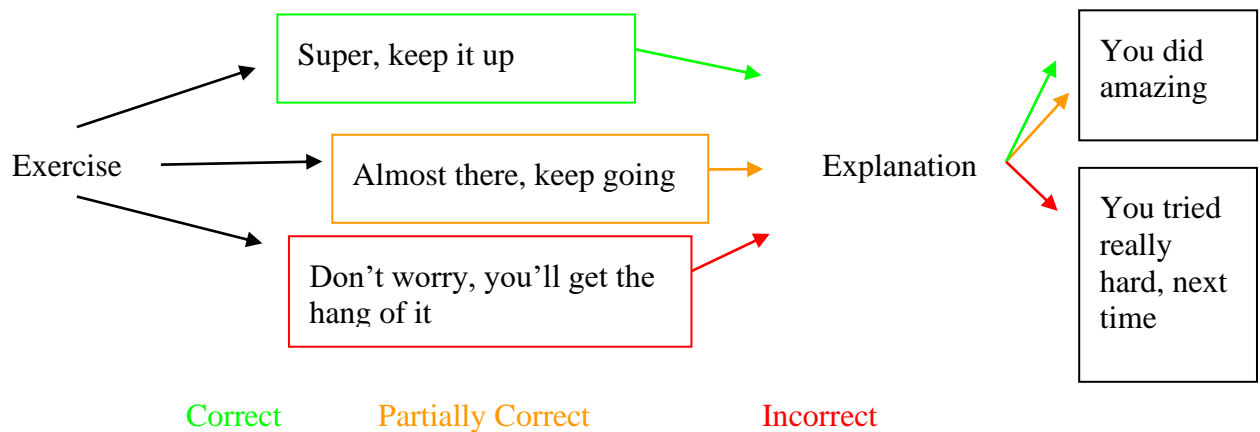 Super, keep it up
You did
amazing
Exercise
Almost there, keep going
Explanation
Don’t worry, you’ll get the
hang of it
You tried
really
hard, next
time
Correct
Partially Correct
Incorrect